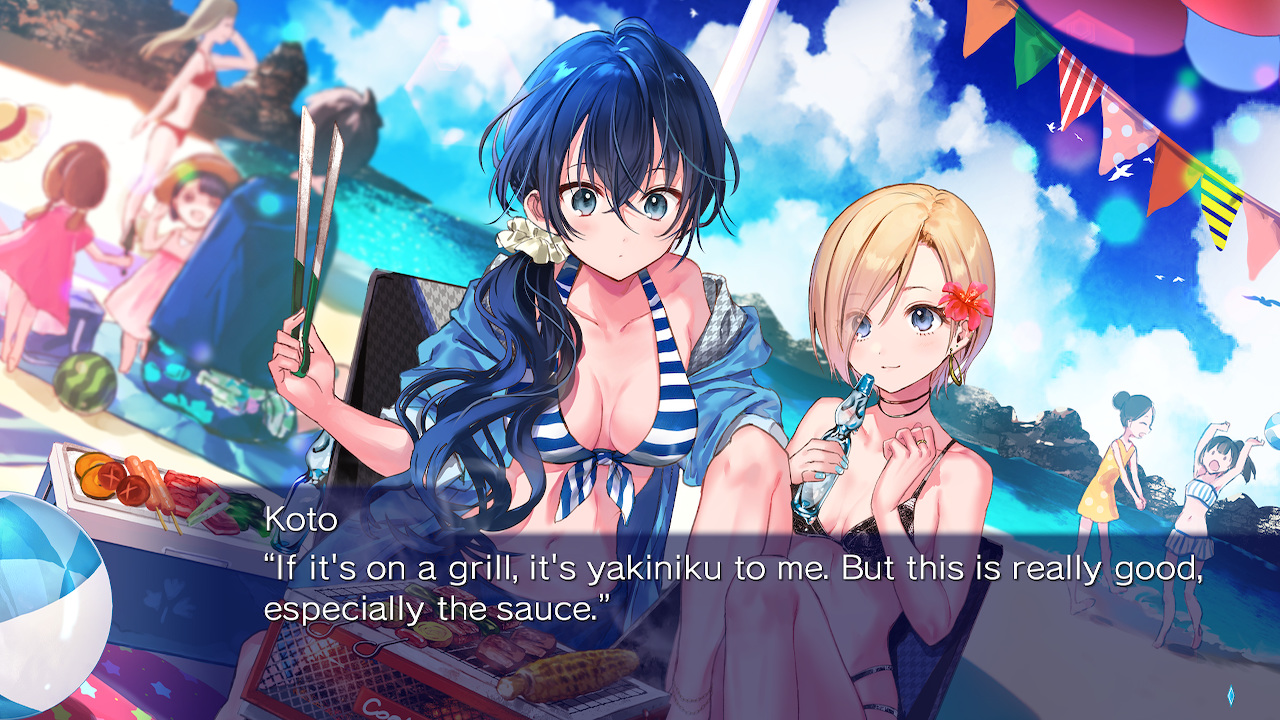 Koto
“If it's on a grill, it's yakiniku to me. But this is really good,
especially the sauce.”